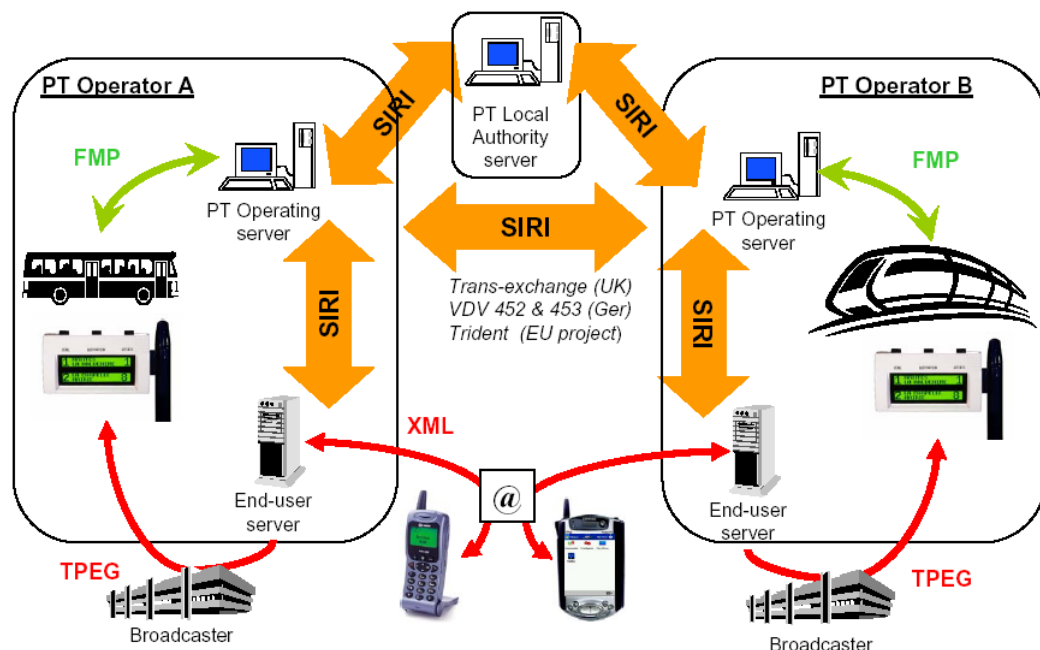 PT Operator A
FMP
PT Operating
server
SIRI
PT Local
Authority
server
SIRI
PT Operator B
FMP
PT Operating
server
SIRI
Trans-exchange (UK)
VDV 452 & 453 (Ger)
Trident (EU project)
SIRI
SIRI
XML
@
End-user
server
End-user
server
TPEG
Broadcaster
TPEG
Broadcaster